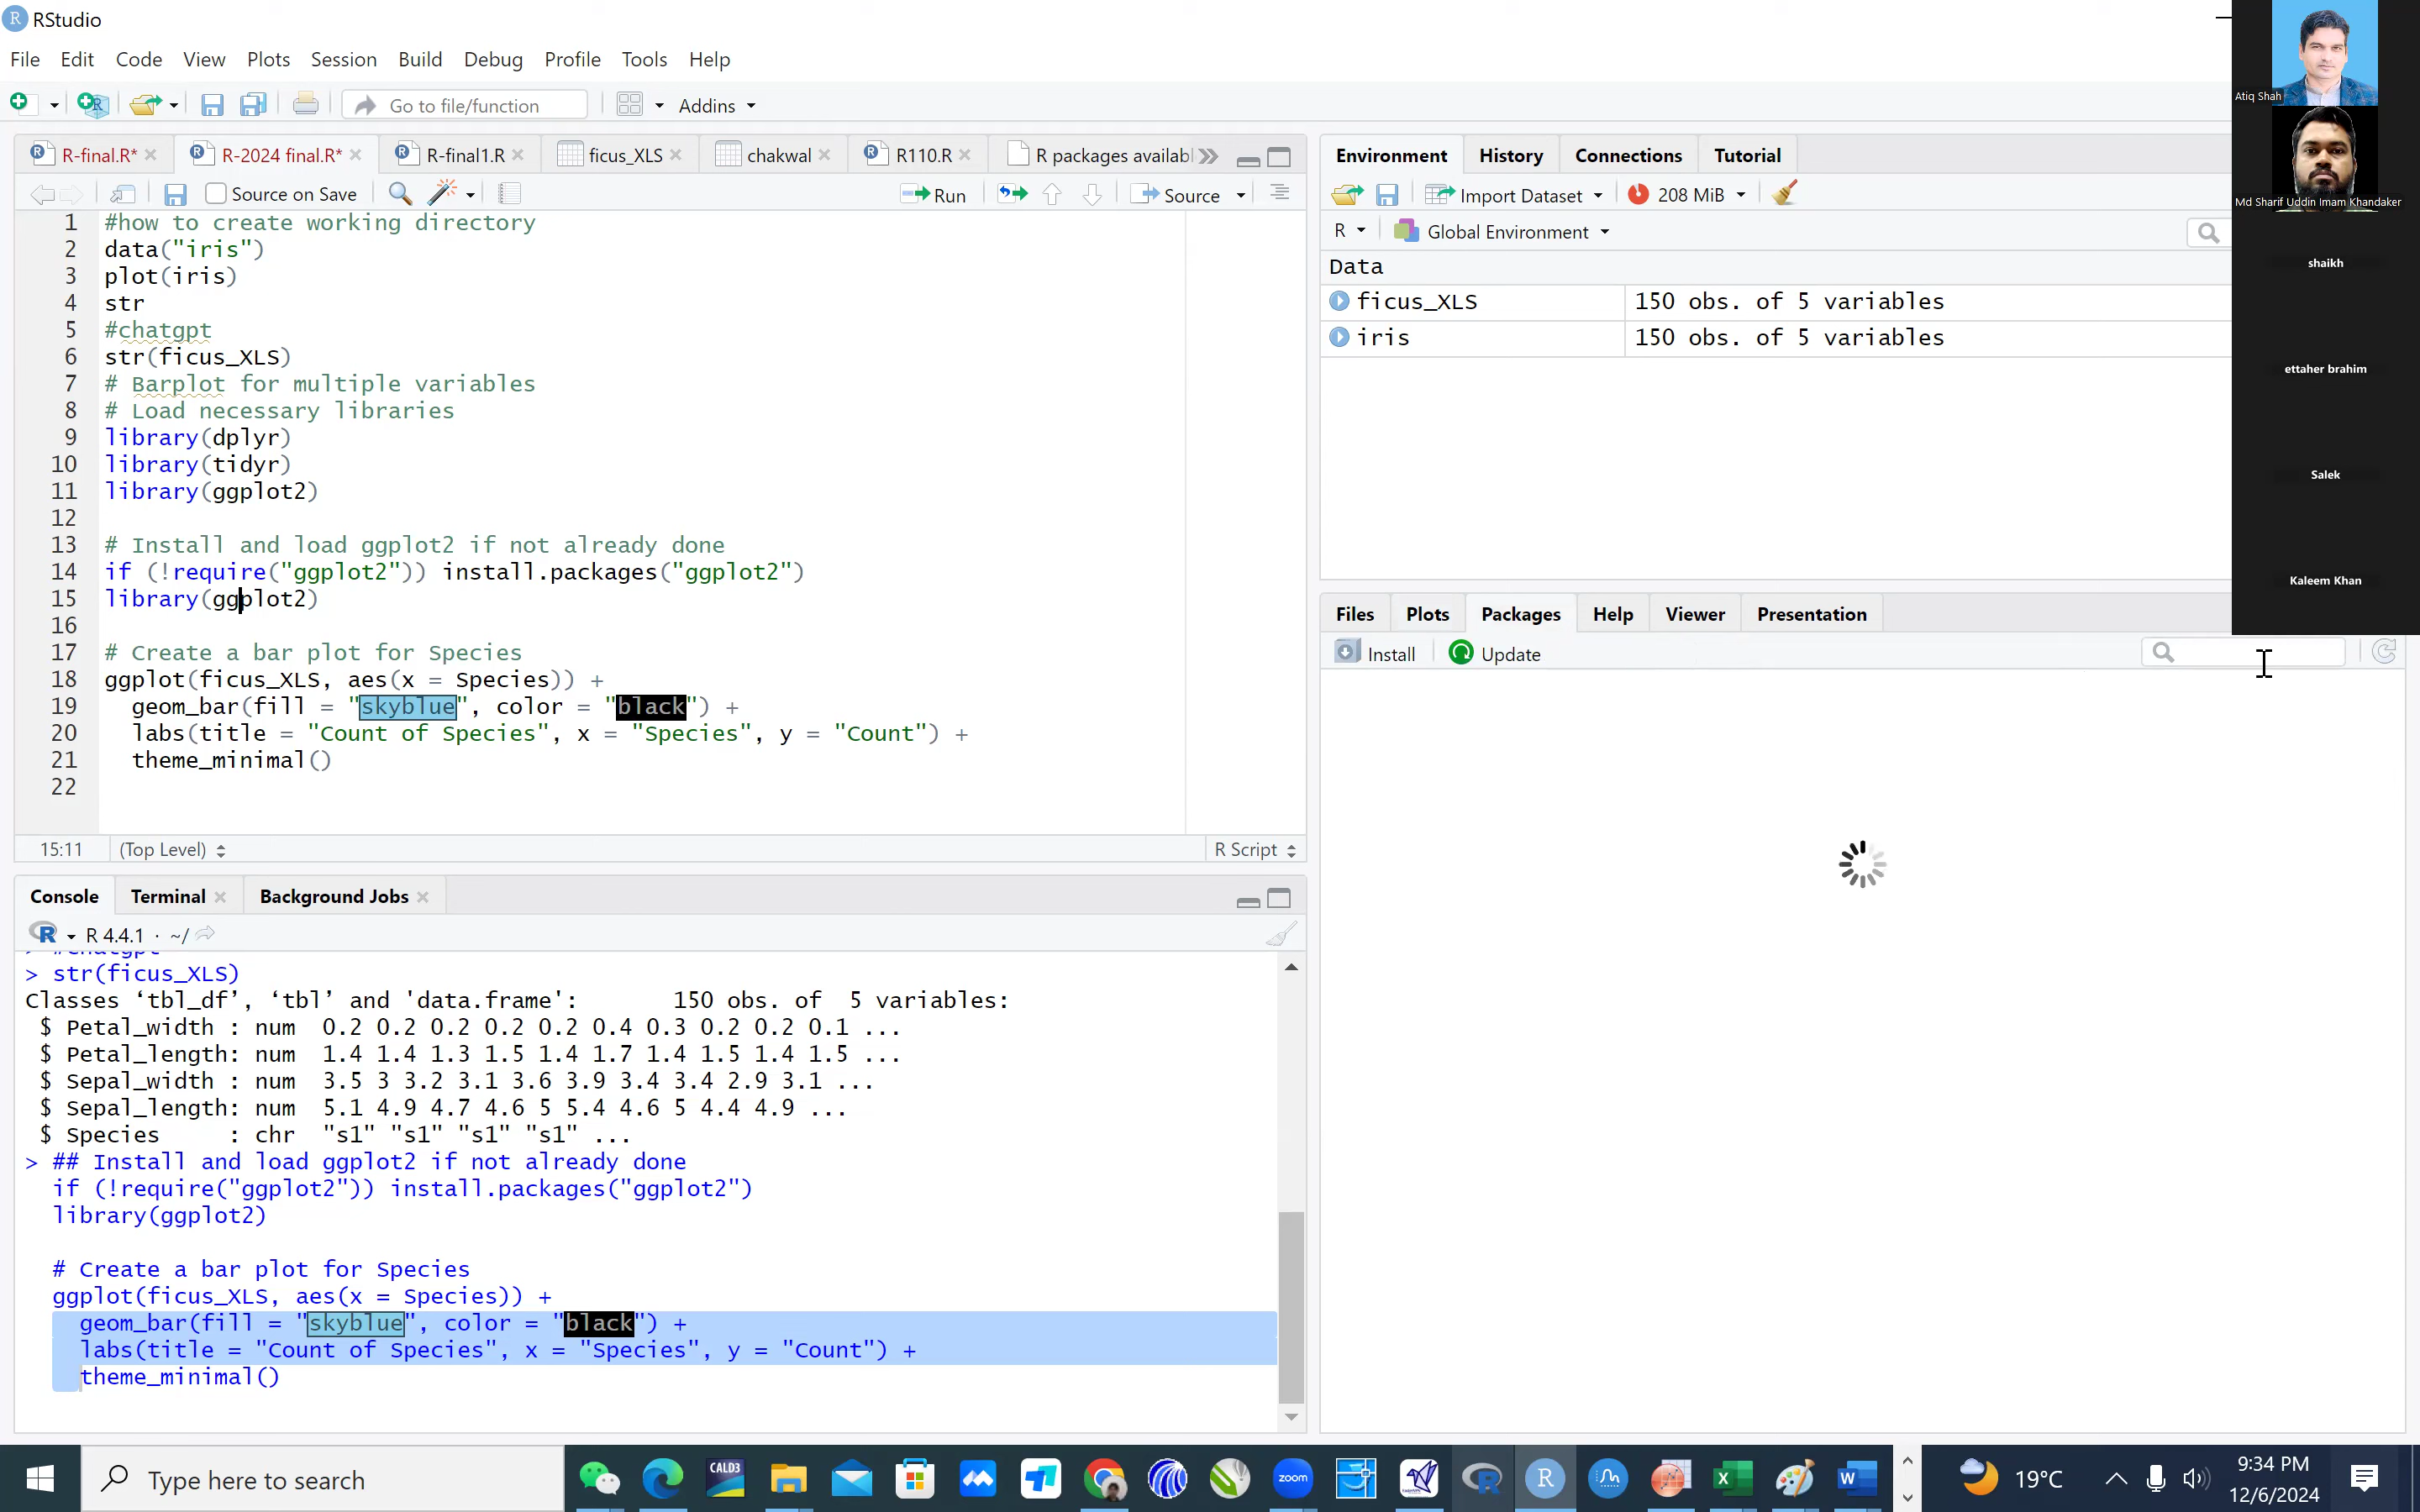 RStudio
File Edit Code View Plots Session Build Debug Profile Tools Help
Go to file/function Addins
R-final.R* R-2024 final.R* R-final1.R ficus_XLS chakwal R110.R R packages availabl
Source on Save Run Source
1 #how to create working directory
2 data("iris")
3 plot(iris)
4 str
5 #chatgpt
6 str(ficus_XLS)
7 # Barplot for multiple variables
8 # Load necessary libraries
9 library(dplyr)
10 library(tidyr)
11 library(ggplot2)
12
13 # Install and load ggplot2 if not already done
14 if (!require("ggplot2")) install.packages("ggplot2")
15 library(ggplot2)
16
17 # Create a bar plot for Species
18 ggplot(ficus_XLS, aes(x = Species)) +
19 geom_bar(fill = "skyblue", color = "black") +
20 labs(title = "Count of Species", x = "Species", y = "Count") +
21 theme_minimal()
22
15:11 (Top Level) R Script
Console Terminal Background Jobs
R 4.4.1 · ~/
> #chatgpt
> str(ficus_XLS)
Classes ‘tbl_df’, ‘tbl’ and 'data.frame': 150 obs. of 5 variables:
$ Petal_width : num 0.2 0.2 0.2 0.2 0.2 0.4 0.3 0.2 0.2 0.1 ...
$ Petal_length: num 1.4 1.4 1.3 1.5 1.4 1.7 1.4 1.5 1.4 1.5 ...
$ Sepal_width : num 3.5 3 3.2 3.1 3.6 3.9 3.4 3.4 2.9 3.1 ...
$ Sepal_length: num 5.1 4.9 4.7 4.6 5 5.4 4.6 5 4.4 4.9 ...
$ Species : chr "s1" "s1" "s1" "s1" ...
> ## Install and load ggplot2 if not already done
if (!require("ggplot2")) install.packages("ggplot2")
library(ggplot2)
# Create a bar plot for Species
ggplot(ficus_XLS, aes(x = Species)) +
geom_bar(fill = "skyblue", color = "black") +
labs(title = "Count of Species", x = "Species", y = "Count") +
theme_minimal()
Environment History Connections Tutorial
Import Dataset 208 MiB
R Global Environment
Data
ficus_XLS 150 obs. of 5 variables
iris 150 obs. of 5 variables
Files Plots Packages Help Viewer Presentation
Install Update
Atiq Shah
Md Sharif Uddin Imam Khandaker
shaikh
ettaher brahim
Salek
Kaleem Khan
Type here to search
CALD3
zoom
19°C
9:34 PM
12/6/2024